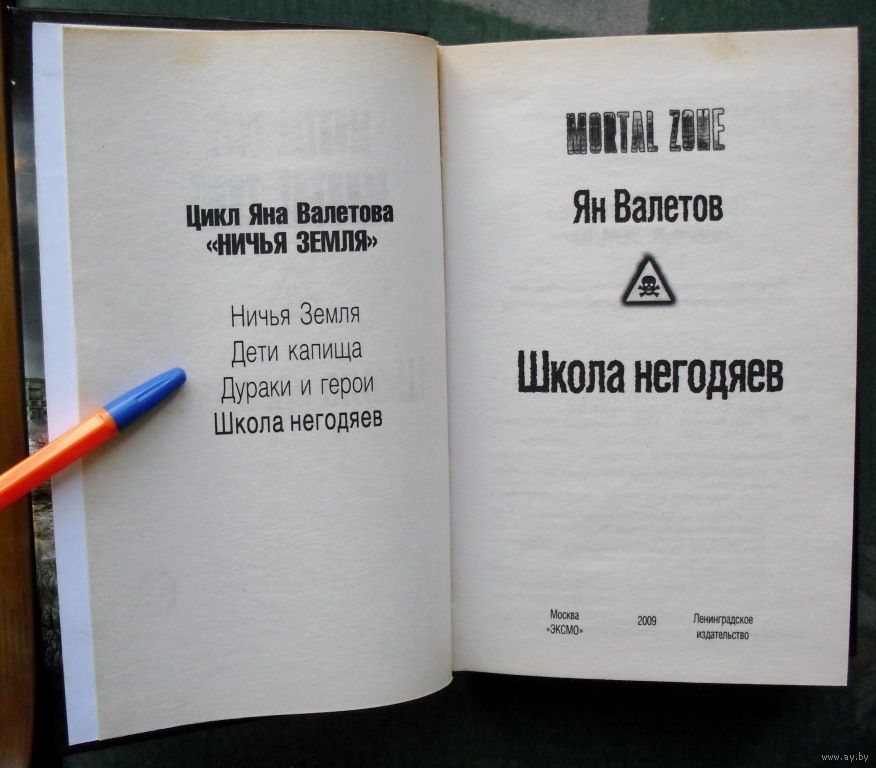 Цикл Яна Валетова
«НИЧЬЯ ЗЕМЛЯ»
Ничья Земля
Дети капища
Дураки и герои
Школа негодяев
MORTAL ZONE
Ян Валетов
Школа негодяев
Москва
«ЭКСМО»
2009
Ленинградское
издательство
www.ay.by